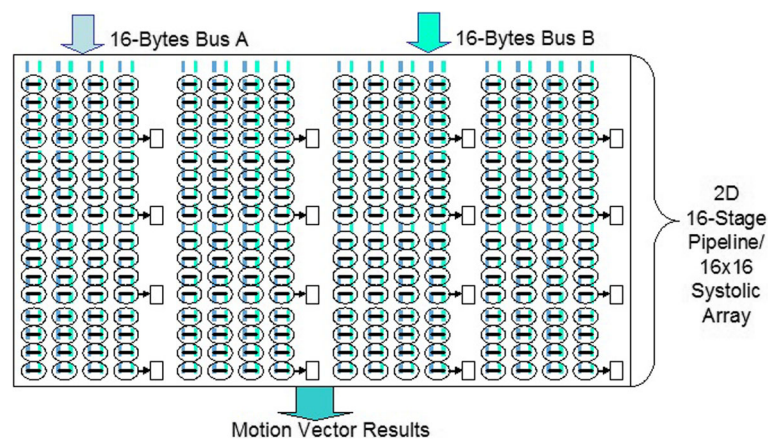 16-Bytes Bus A
16-Bytes Bus B
2D
16-Stage
Pipeline/
16x16
Systolic
Array
Motion Vector Results